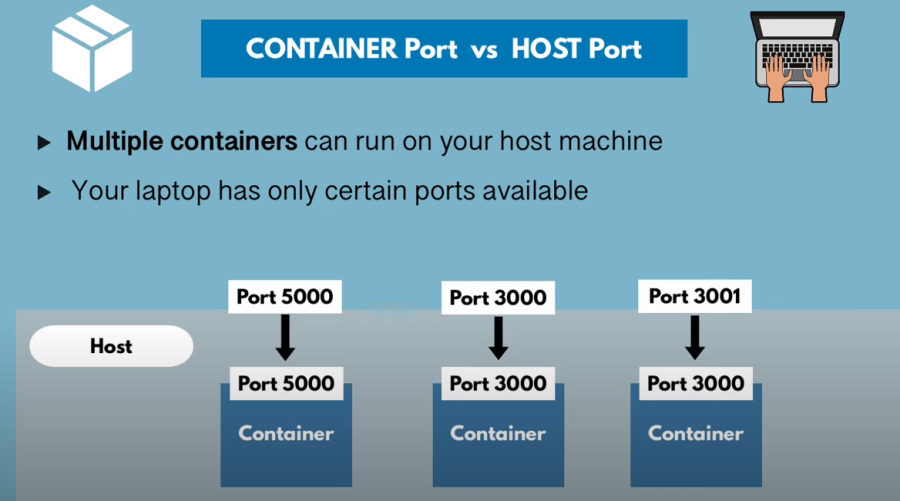 CONTAINER Port vs HOST Port
Multiple containers can run on your host machine
Your laptop has only certain ports available
Port 5000
Port 3000
Port 3001
Host
Port 5000
Port 3000
Port 3000
Container
Container
Container